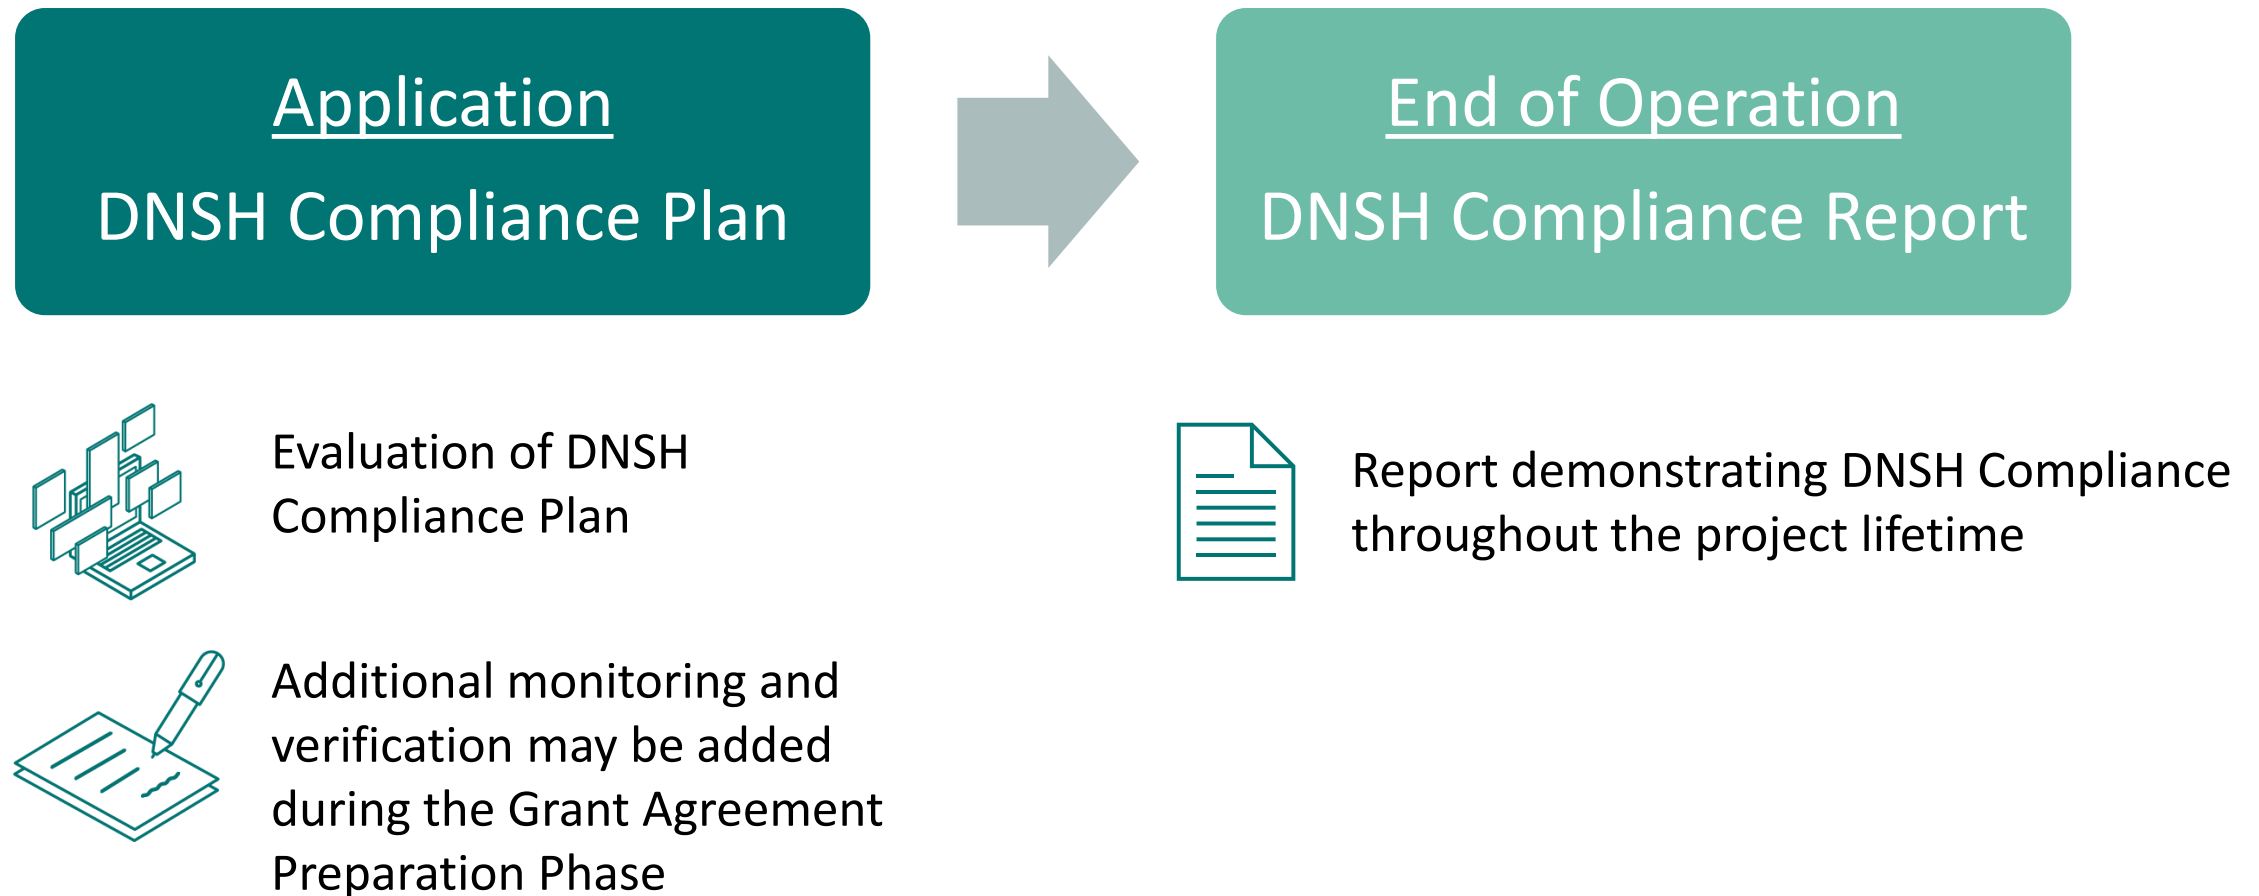 Application
DNSH Compliance Plan
End of Operation
DNSH Compliance Report
Evaluation of DNSH
Compliance Plan
Additional monitoring and
verification may be added
during the Grant Agreement
Preparation Phase
Report demonstrating DNSH Compliance
throughout the project lifetime